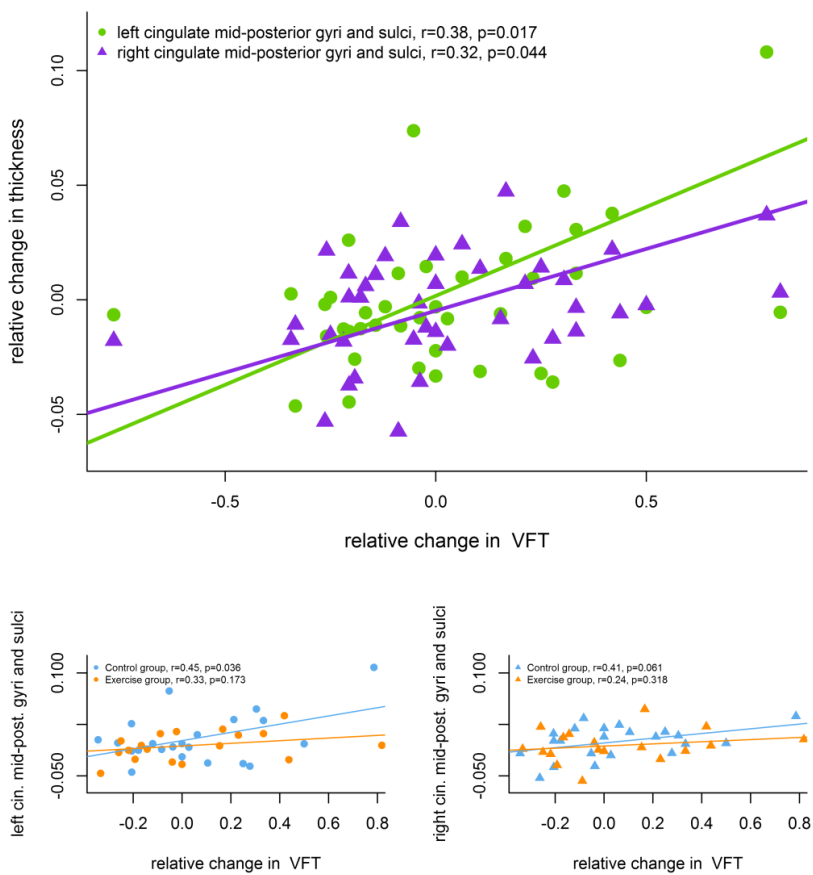 left cingulate mid-posterior gyri and sulci, r=0.38, p=0.017
right cingulate mid-posterior gyri and sulci, r=0.32, p=0.044
relative change in thickness
0.10
0.05
0.00
-0.05
-0.5
0.0
0.5
relative change in VFT
left cin. mid-post. gyri and sulci
0.100
-0.050
Control group, r=0.45, p=0.036
Exercise group, r=0.33, p=0.173
-0.2 0.0 0.2 0.4 0.6 0.8
relative change in VFT
right cin. mid-post. gyri and sulci
0.100
-0.050
Control group, r=0.41, p=0.061
Exercise group, r=0.24, p=0.318
-0.2 0.0 0.2 0.4 0.6 0.8
relative change in VFT